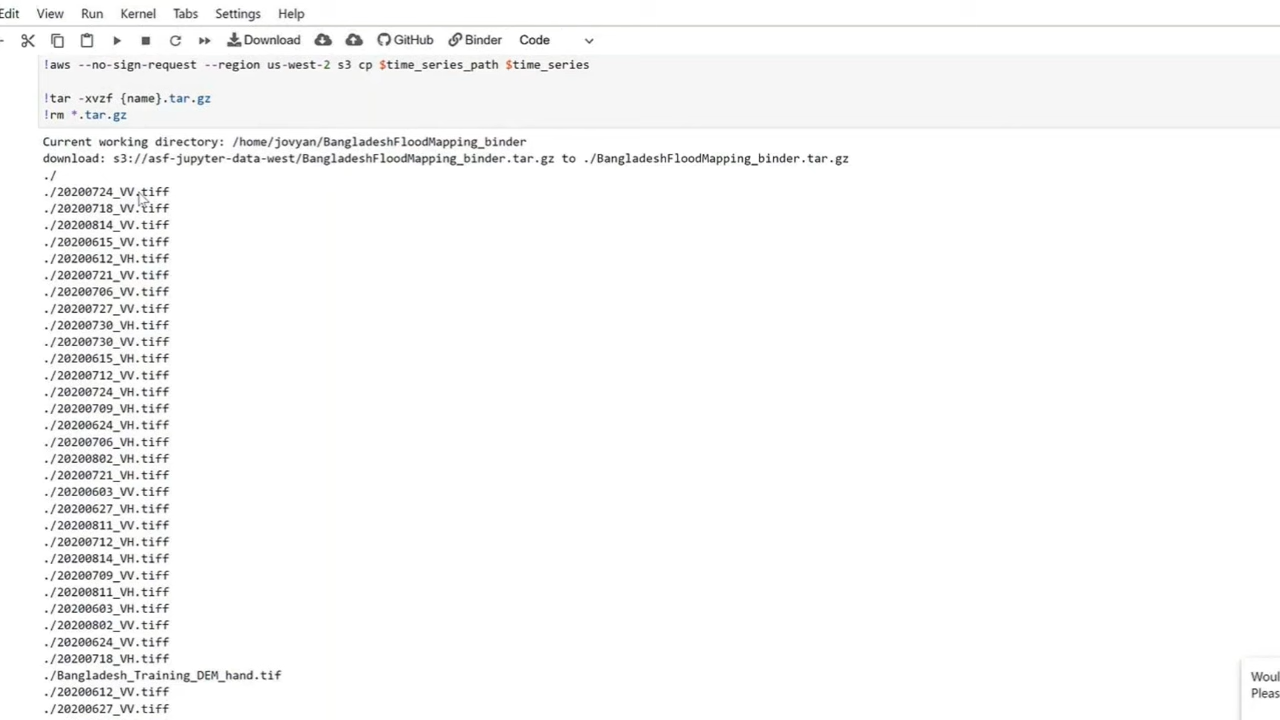 Edit View Run Kernel Tabs Settings Help
Download GitHub Binder Code
!aws --no-sign-request --region us-west-2 s3 cp $time_series_path $time_series
!tar -xvzf {name}.tar.gz
!rm *.tar.gz
Current working directory: /home/jovyan/BangladeshFloodMapping_binder
download: s3://asf-jupyter-data-west/BangladeshFloodMapping_binder.tar.gz to ./BangladeshFloodMapping_binder.tar.gz
./
./20200724_VV.tiff
./20200718_VV.tiff
./20200814_VV.tiff
./20200615_VV.tiff
./20200612_VH.tiff
./20200721_VV.tiff
./20200706_VV.tiff
./20200727_VV.tiff
./20200730_VH.tiff
./20200730_VV.tiff
./20200615_VH.tiff
./20200712_VV.tiff
./20200724_VH.tiff
./20200709_VH.tiff
./20200624_VH.tiff
./20200706_VH.tiff
./20200802_VH.tiff
./20200721_VH.tiff
./20200603_VV.tiff
./20200627_VH.tiff
./20200811_VV.tiff
./20200712_VH.tiff
./20200814_VH.tiff
./20200709_VV.tiff
./20200811_VH.tiff
./20200603_VH.tiff
./20200802_VV.tiff
./20200624_VV.tiff
./20200718_VH.tiff
./Bangladesh_Training_DEM_hand.tif
./20200612_VV.tiff
./20200627_VV.tiff
Woul
Pleas